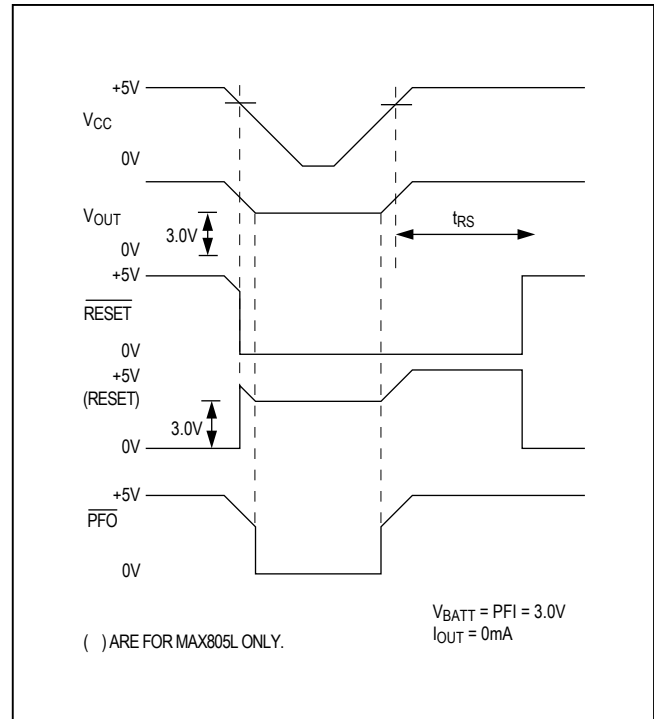 +5V
VCC
0V
VOUT
3.0V
tRS
0V
+5V
RESET
0V
+5V
(RESET)
3.0V
0V
+5V
PFO
0V
VBATT = PFI = 3.0V
IOUT = 0mA
( ) ARE FOR MAX805L ONLY.